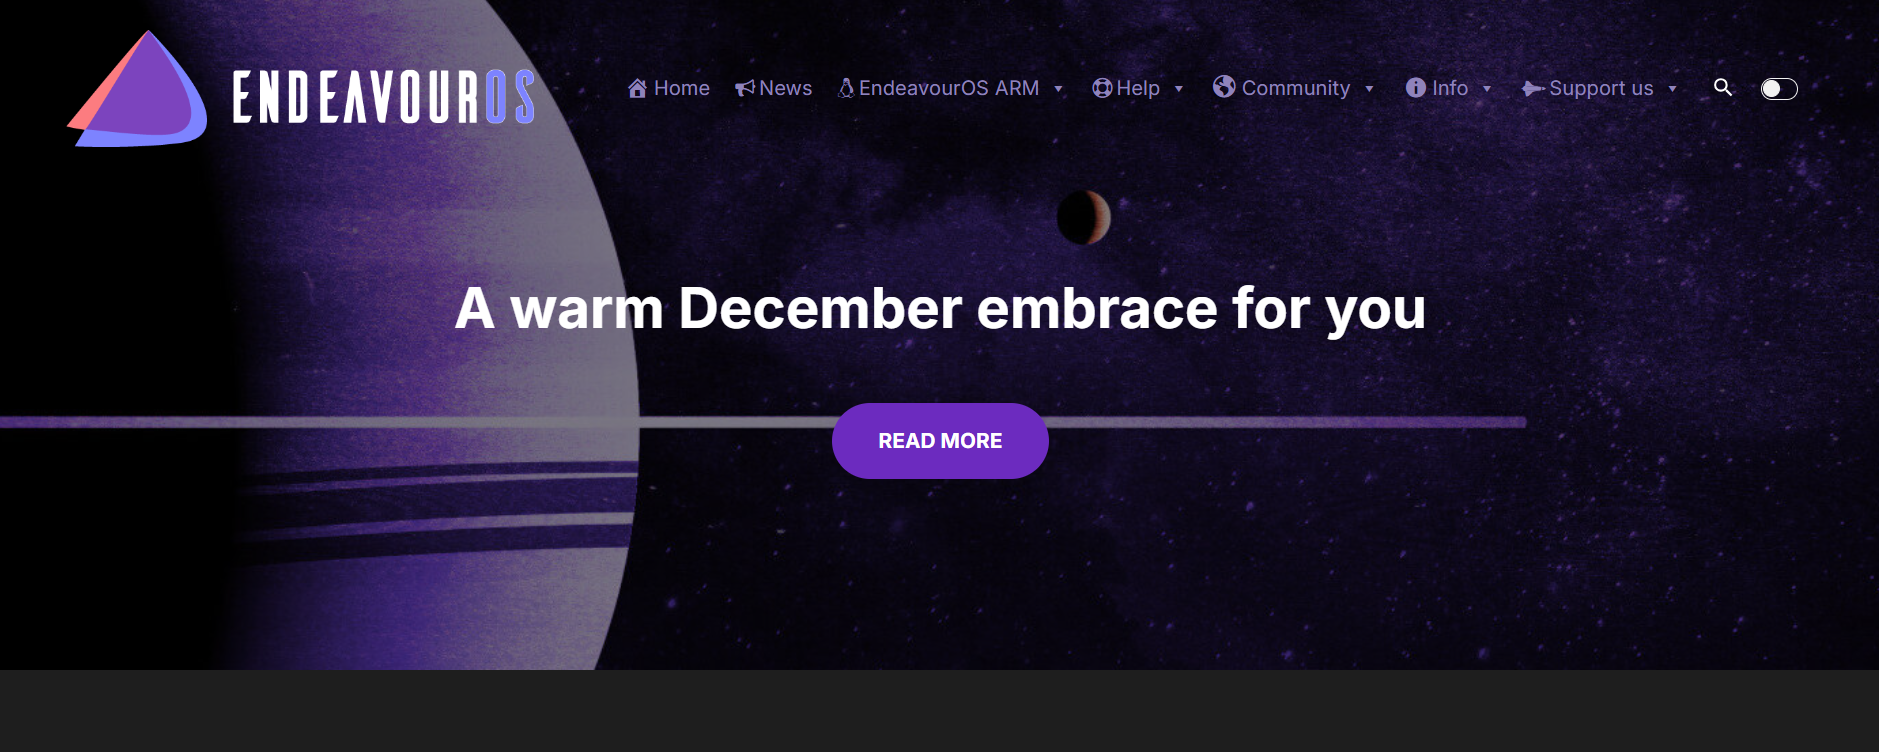 ENDEAVOUROS
Home News EndeavourOS ARM Help Community Info Support us
A warm December embrace for you
READ MORE